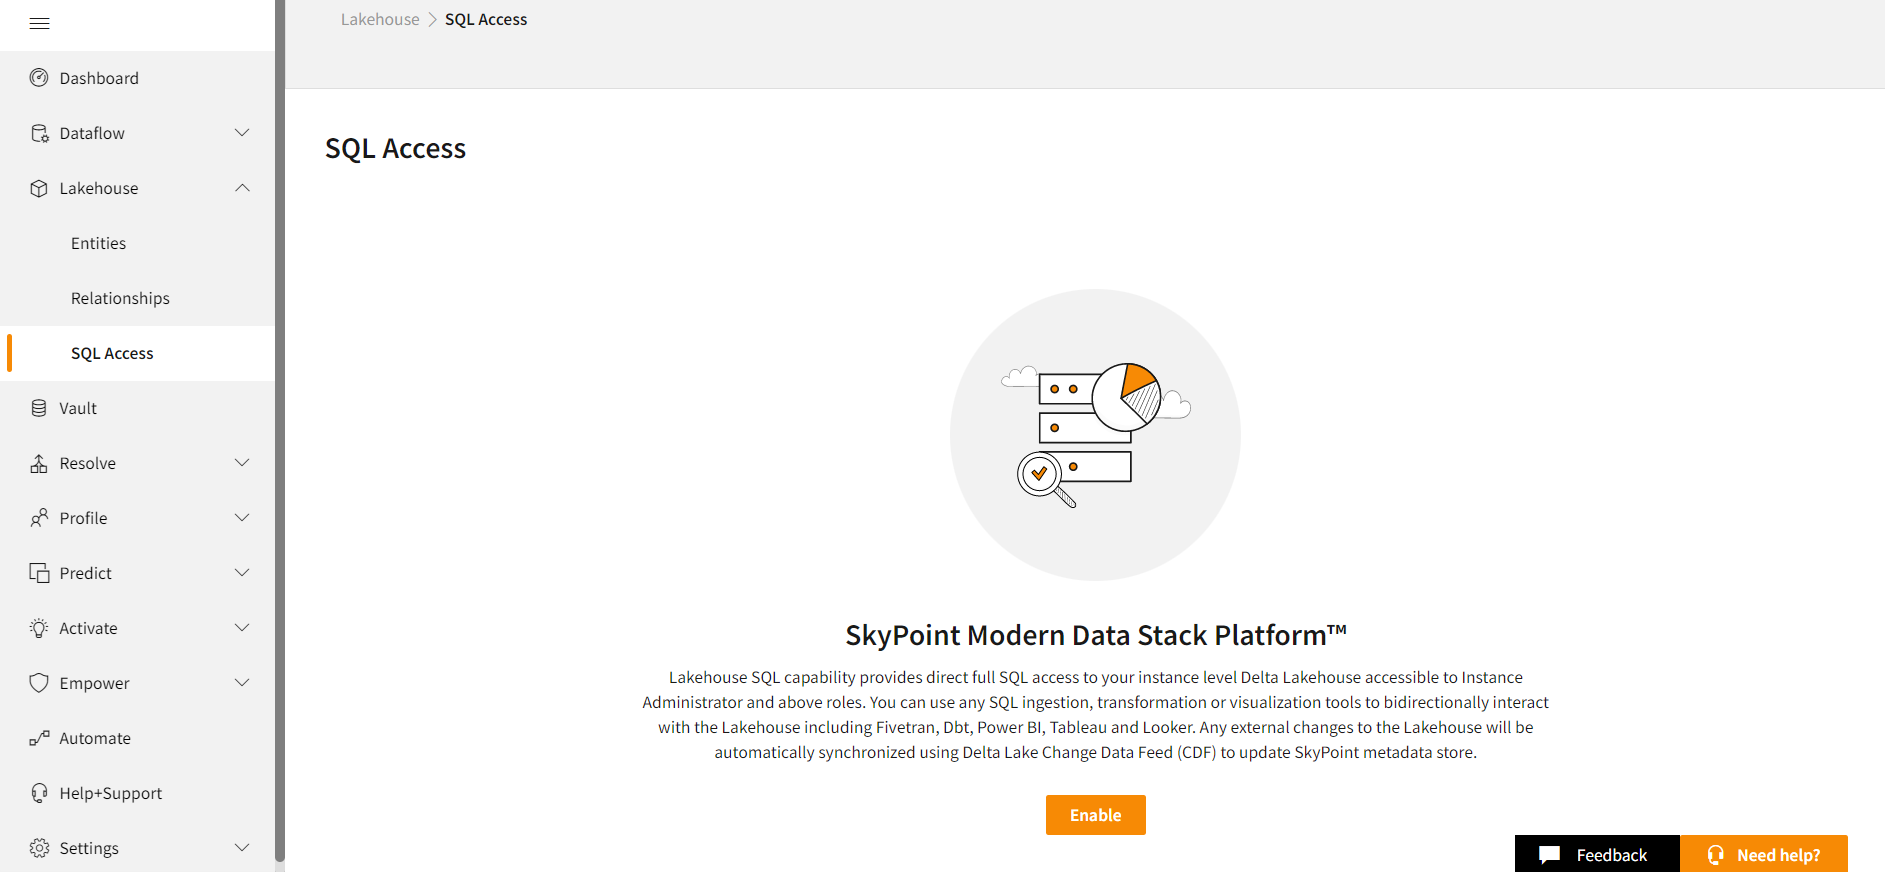 Lakehouse > SQL Access
Dashboard
Dataflow
Lakehouse
Entities
Relationships
SQL Access
Vault
Resolve
Profile
Predict
Activate
Empower
Automate
Help+Support
Settings
SQL Access
SkyPoint Modern Data Stack Platform™
Lakehouse SQL capability provides direct full SQL access to your instance level Delta Lakehouse accessible to Instance
Administrator and above roles. You can use any SQL ingestion, transformation or visualization tools to bidirectionally interact
with the Lakehouse including Fivetran, Dbt, Power BI, Tableau and Looker. Any external changes to the Lakehouse will be
automatically synchronized using Delta Lake Change Data Feed (CDF) to update SkyPoint metadata store.
Enable
Feedback
Need help?